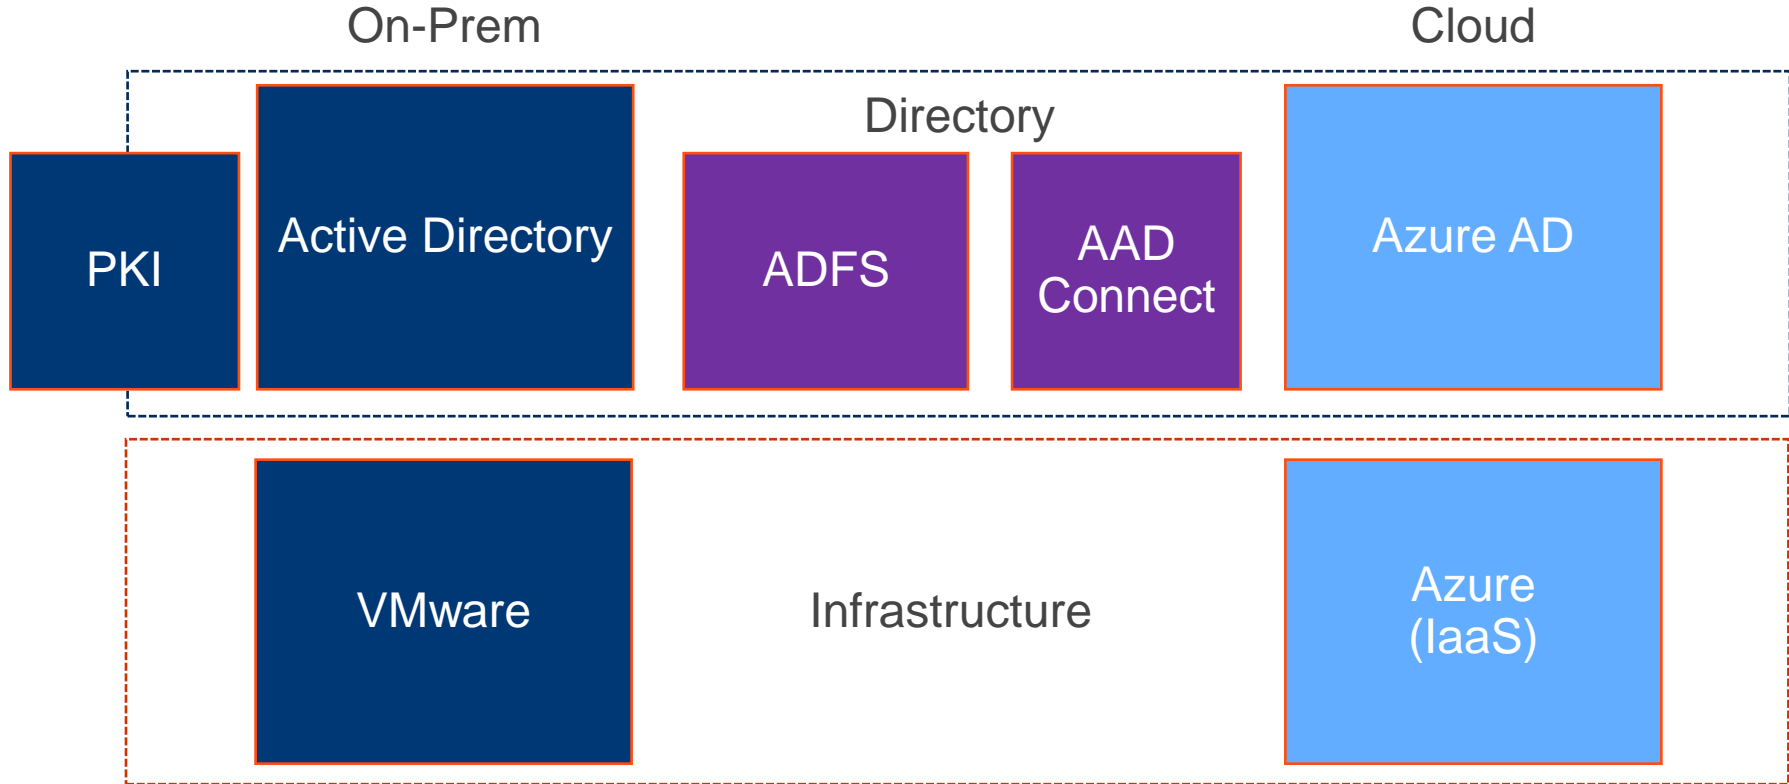 On-Prem
Cloud
Directory
PKI
Active Directory
ADFS
AAD
Connect
Azure AD
VMware
Infrastructure
Azure
(IaaS)